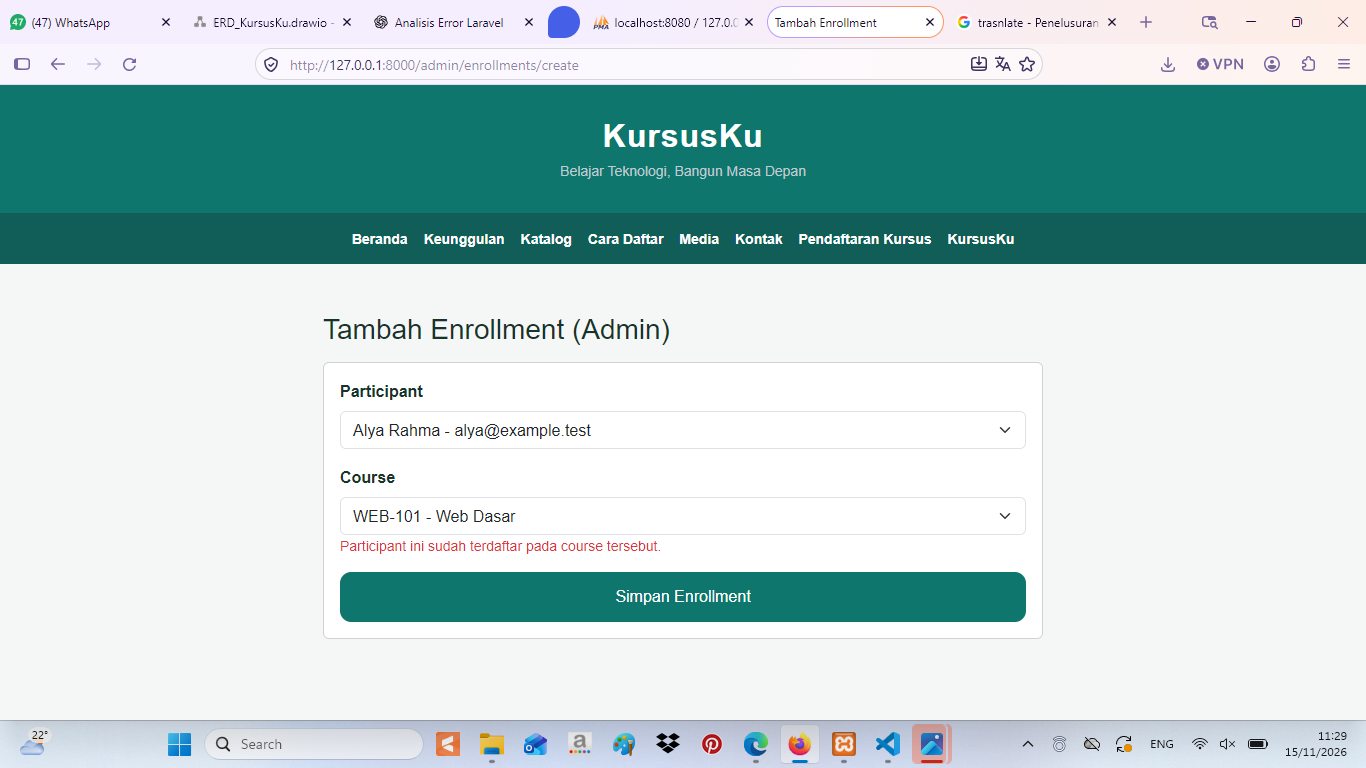 47 (47) WhatsApp
ERD_KursusKu.drawio -
Analisis Error Laravel
PMA localhost:8080 / 127.0.0
Tambah Enrollment
G trasnlate - Penelusuran
http://127.0.0.1:8000/admin/enrollments/create
VPN
KursusKu
Belajar Teknologi, Bangun Masa Depan
Beranda Keunggulan Katalog Cara Daftar Media Kontak Pendaftaran Kursus KursusKu
Tambah Enrollment (Admin)
Participant
Alya Rahma - alya@example.test
Course
WEB-101 - Web Dasar
Participant ini sudah terdaftar pada course tersebut.
Simpan Enrollment
22°
Search
ENG
11:29
15/11/2026